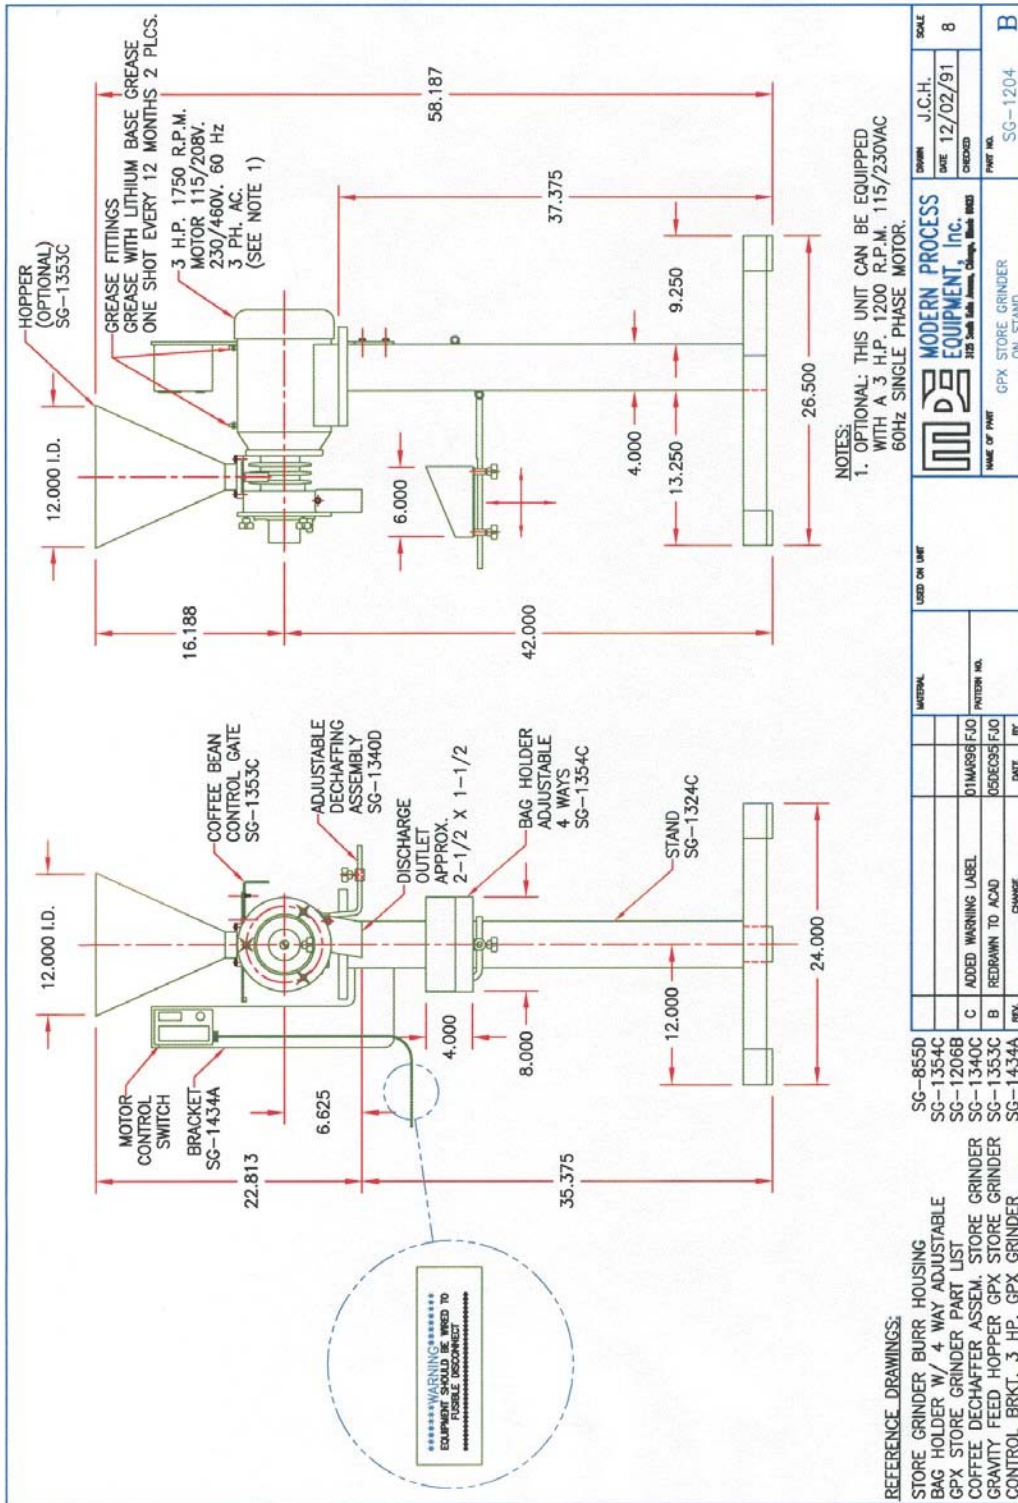 12.000 I.D.
MOTOR
CONTROL
SWITCH
BRACKET
SG-1434A
22.813
6.625
35.375
COFFEE BEAN
CONTROL GATE
SG-1353C
ADJUSTABLE
DECHAFFING
ASSEMBLY
SG-1340D
DISCHARGE
OUTLET
APPROX.
2-1/2 X 1-1/2
BAG HOLDER
ADJUSTABLE
4 WAYS
SG-1354C
4.000
8.000
STAND
SG-1324C
12.000
24.000
*******WARNING********
EQUIPMENT SHOULD BE WIRED TO
FUSIBLE DISCONNECT
12.000 I.D.
HOPPER
(OPTIONAL)
SG-1353C
GREASE FITTINGS
GREASE WITH LITHIUM BASE GREASE
ONE SHOT EVERY 12 MONTHS 2 PLCS.
3 H.P. 1750 R.P.M.
MOTOR 115/208V.
230/460V. 60 Hz
3 PH. AC.
(SEE NOTE 1)
16.188
42.000
6.000
58.187
37.375
4.000
9.250
13.250
26.500
NOTES:
1. OPTIONAL: THIS UNIT CAN BE EQUIPPED
WITH A 3 H.P. 1200 R.P.M. 115/230VAC
60Hz SINGLE PHASE MOTOR.
REFERENCE DRAWINGS:
STORE GRINDER BURR HOUSING SG-855D
BAG HOLDER W/ 4 WAY ADJUSTABLE SG-1354C
GPX STORE GRINDER PART LIST SG-1206B
COFFEE DECHAFFER ASSEM. STORE GRINDER SG-1340C
GRAVITY FEED HOPPER GPX STORE GRINDER SG-1353C
CONTROL BRKT. 3 HP. GPX GRINDER SG-1434A
C ADDED WARNING LABEL 01MAR96 FJO
B REDRAWN TO ACAD 05DEC95 FJO
REV. CHANGE DATE BY
MATERIAL
PATTERN NO.
USED ON UNIT
MODERN PROCESS
EQUIPMENT, Inc.
NAME OF PART
GPX STORE GRINDER
ON STAND
DRAWN J.C.H.
DATE 12/02/91
CHECKED
SCALE
8
PART NO.
SG-1204
B